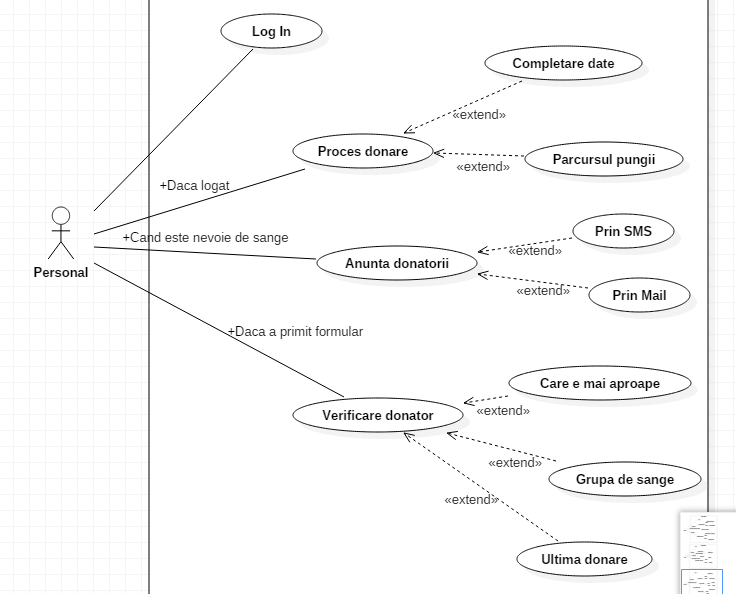 Log In
Completare date
«extend»
Proces donare
Parcursul pungii
«extend»
+Daca logat
Prin SMS
+Cand este nevoie de sange
«extend»
Anunta donatorii
Personal
«extend»
Prin Mail
+Daca a primit formular
Care e mai aproape
«extend»
Verificare donator
«extend»
Grupa de sange
«extend»
Ultima donare